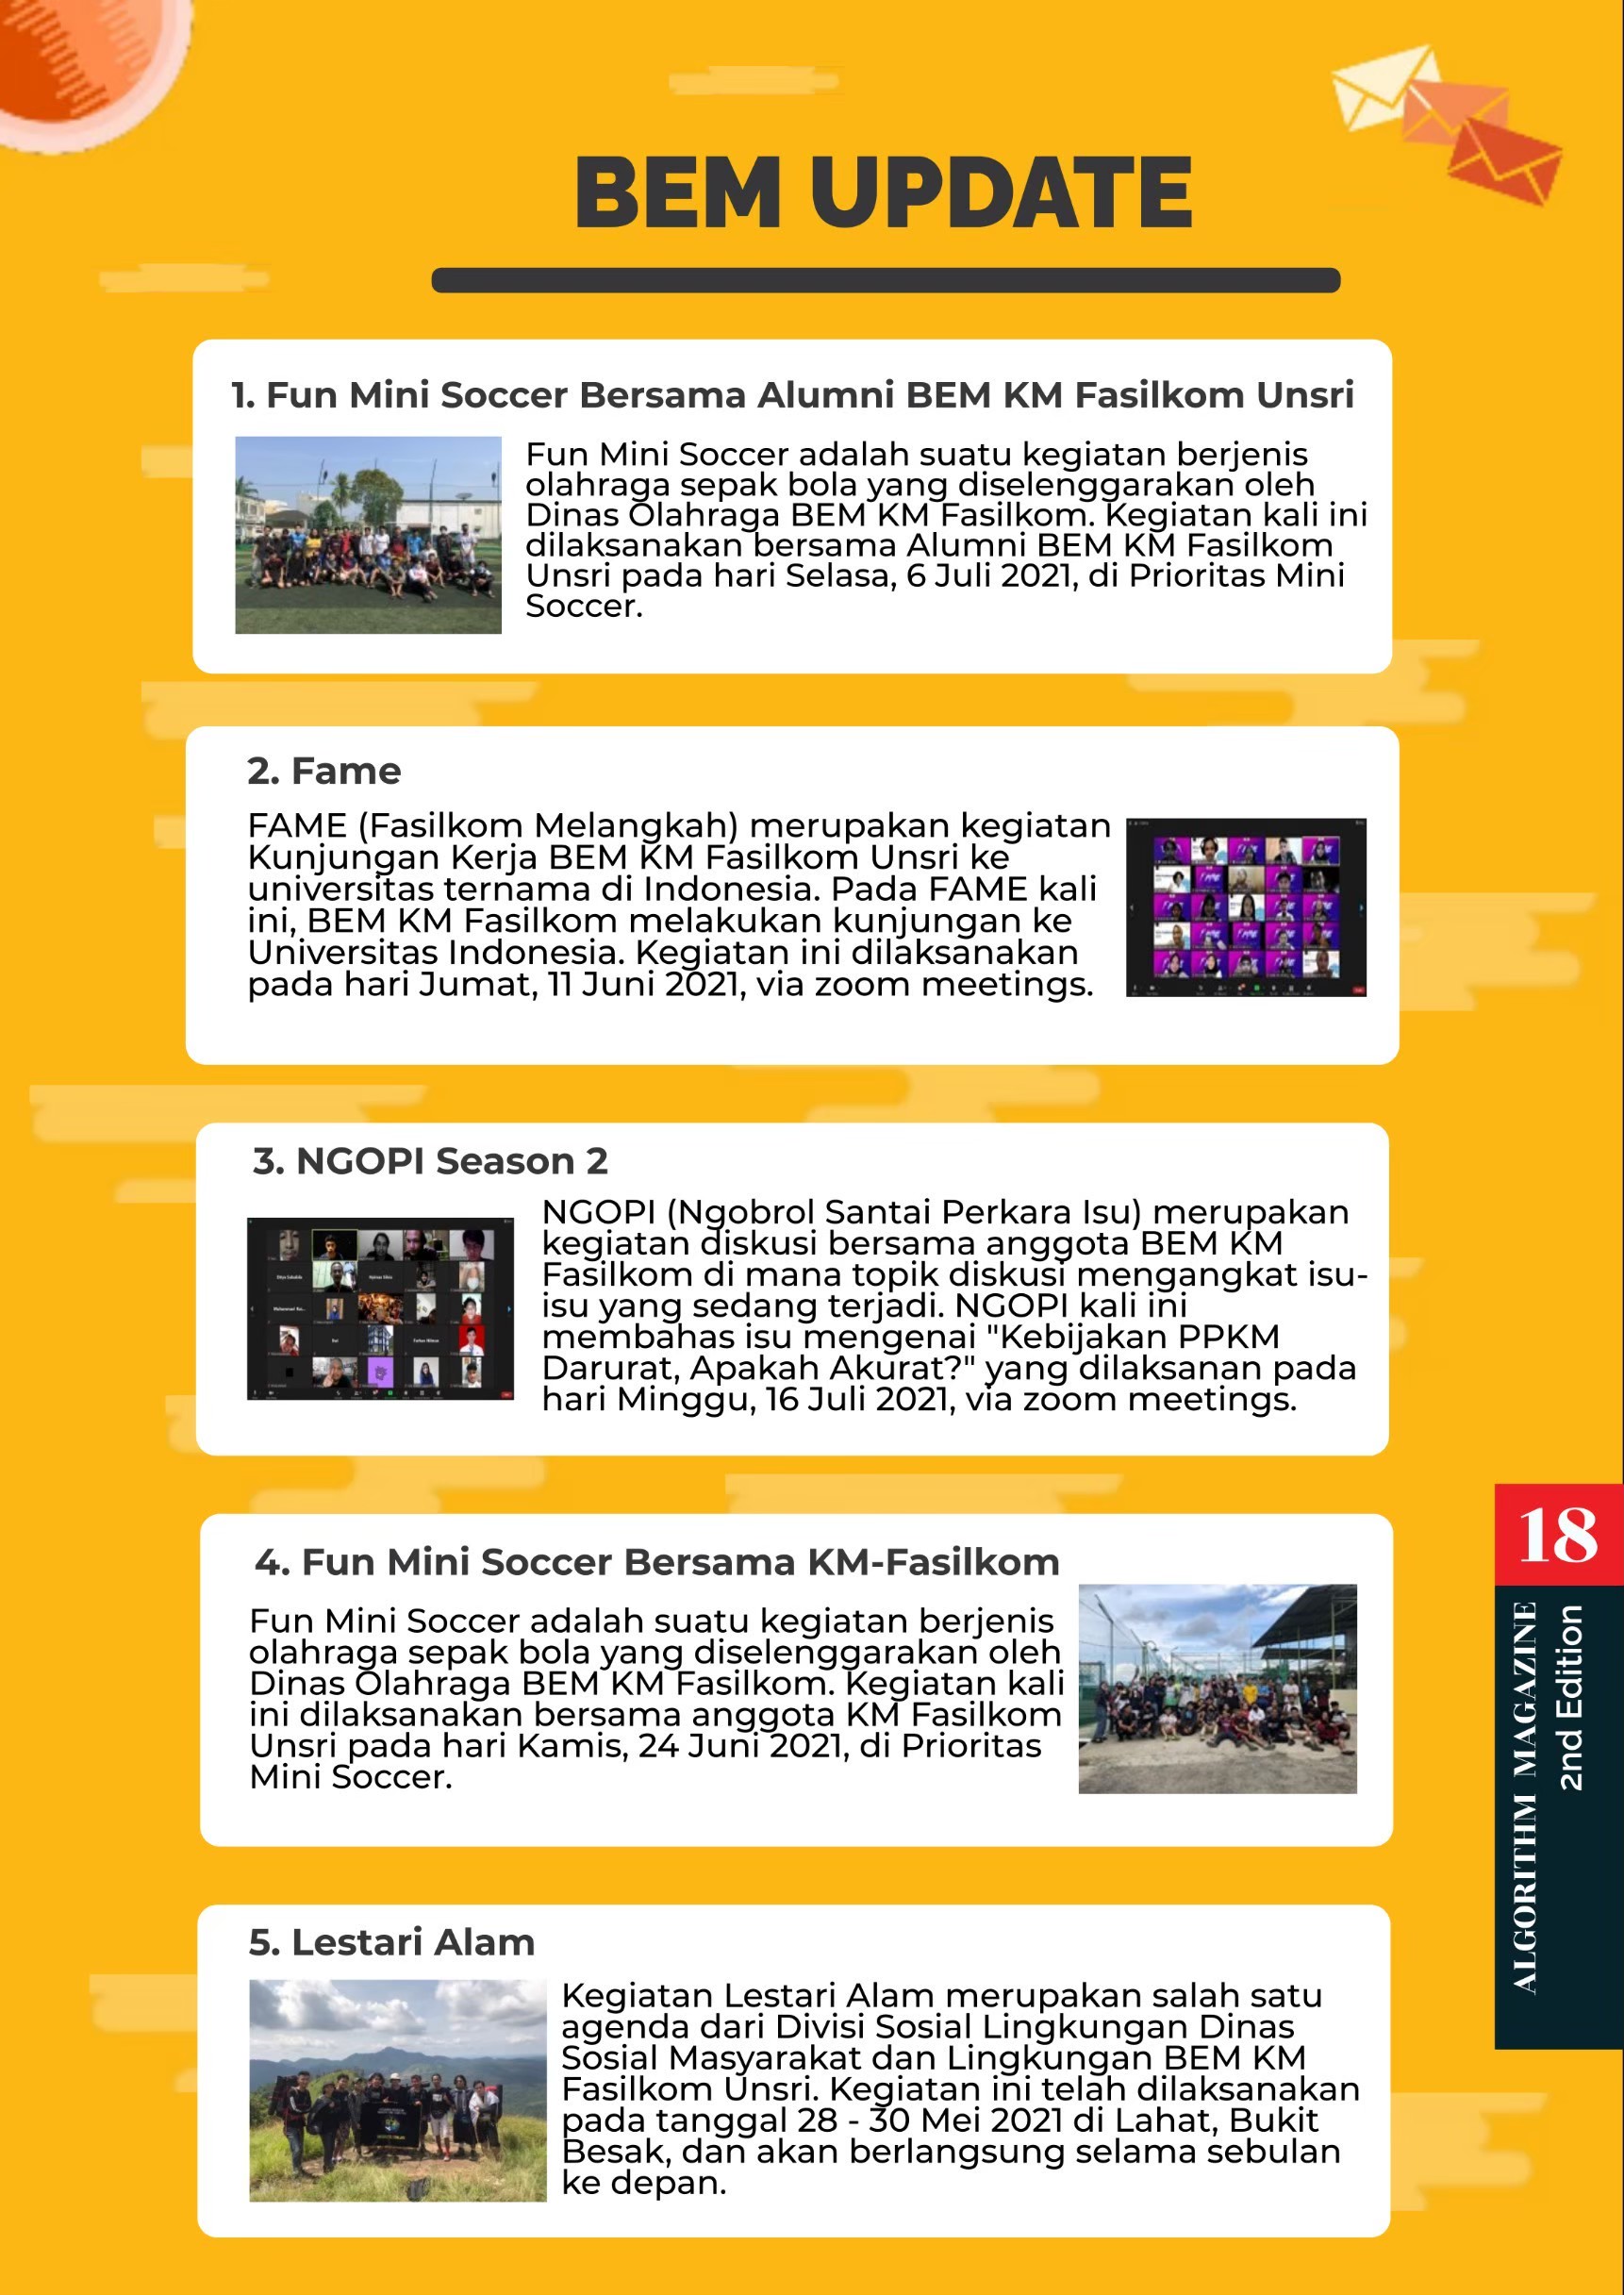 BEM UPDATE
1. Fun Mini Soccer Bersama Alumni BEM KM Fasilkom Unsri
Fun Mini Soccer adalah suatu kegiatan berjenis
olahraga sepak bola yang diselenggarakan oleh
Dinas Olahraga BEM KM Fasilkom. Kegiatan kali ini
dilaksanakan bersama Alumni BEM KM Fasilkom
Unsri pada hari Selasa, 6 Juli 2021, di Prioritas Mini
Soccer.
2. Fame
FAME (Fasilkom Melangkah) merupakan kegiatan
Kunjungan Kerja BEM KM Fasilkom Unsri ke
universitas ternama di Indonesia. Pada FAME kali
ini, BEM KM Fasilkom melakukan kunjungan ke
Universitas Indonesia. Kegiatan ini dilaksanakan
pada hari Jumat, 11 Juni 2021, via zoom meetings.
3. NGOPI Season 2
NGOPI (Ngobrol Santai Perkara Isu) merupakan
kegiatan diskusi bersama anggota BEM KM
Fasilkom di mana topik diskusi mengangkat isu-
isu yang sedang terjadi. NGOPI kali ini
membahas isu mengenai "Kebijakan PPKM
Darurat, Apakah Akurat?" yang dilaksanan pada
hari Minggu, 16 Juli 2021, via zoom meetings.
4. Fun Mini Soccer Bersama KM-Fasilkom
Fun Mini Soccer adalah suatu kegiatan berjenis
olahraga sepak bola yang diselenggarakan oleh
Dinas Olahraga BEM KM Fasilkom. Kegiatan kali
ini dilaksanakan bersama anggota KM Fasilkom
Unsri pada hari Kamis, 24 Juni 2021, di Prioritas
Mini Soccer.
5. Lestari Alam
Kegiatan Lestari Alam merupakan salah satu
agenda dari Divisi Sosial Lingkungan Dinas
Sosial Masyarakat dan Lingkungan BEM KM
Fasilkom Unsri. Kegiatan ini telah dilaksanakan
pada tanggal 28 - 30 Mei 2021 di Lahat, Bukit
Besak, dan akan berlangsung selama sebulan
ke depan.
18
ALGORITHM MAGAZINE
2nd Edition